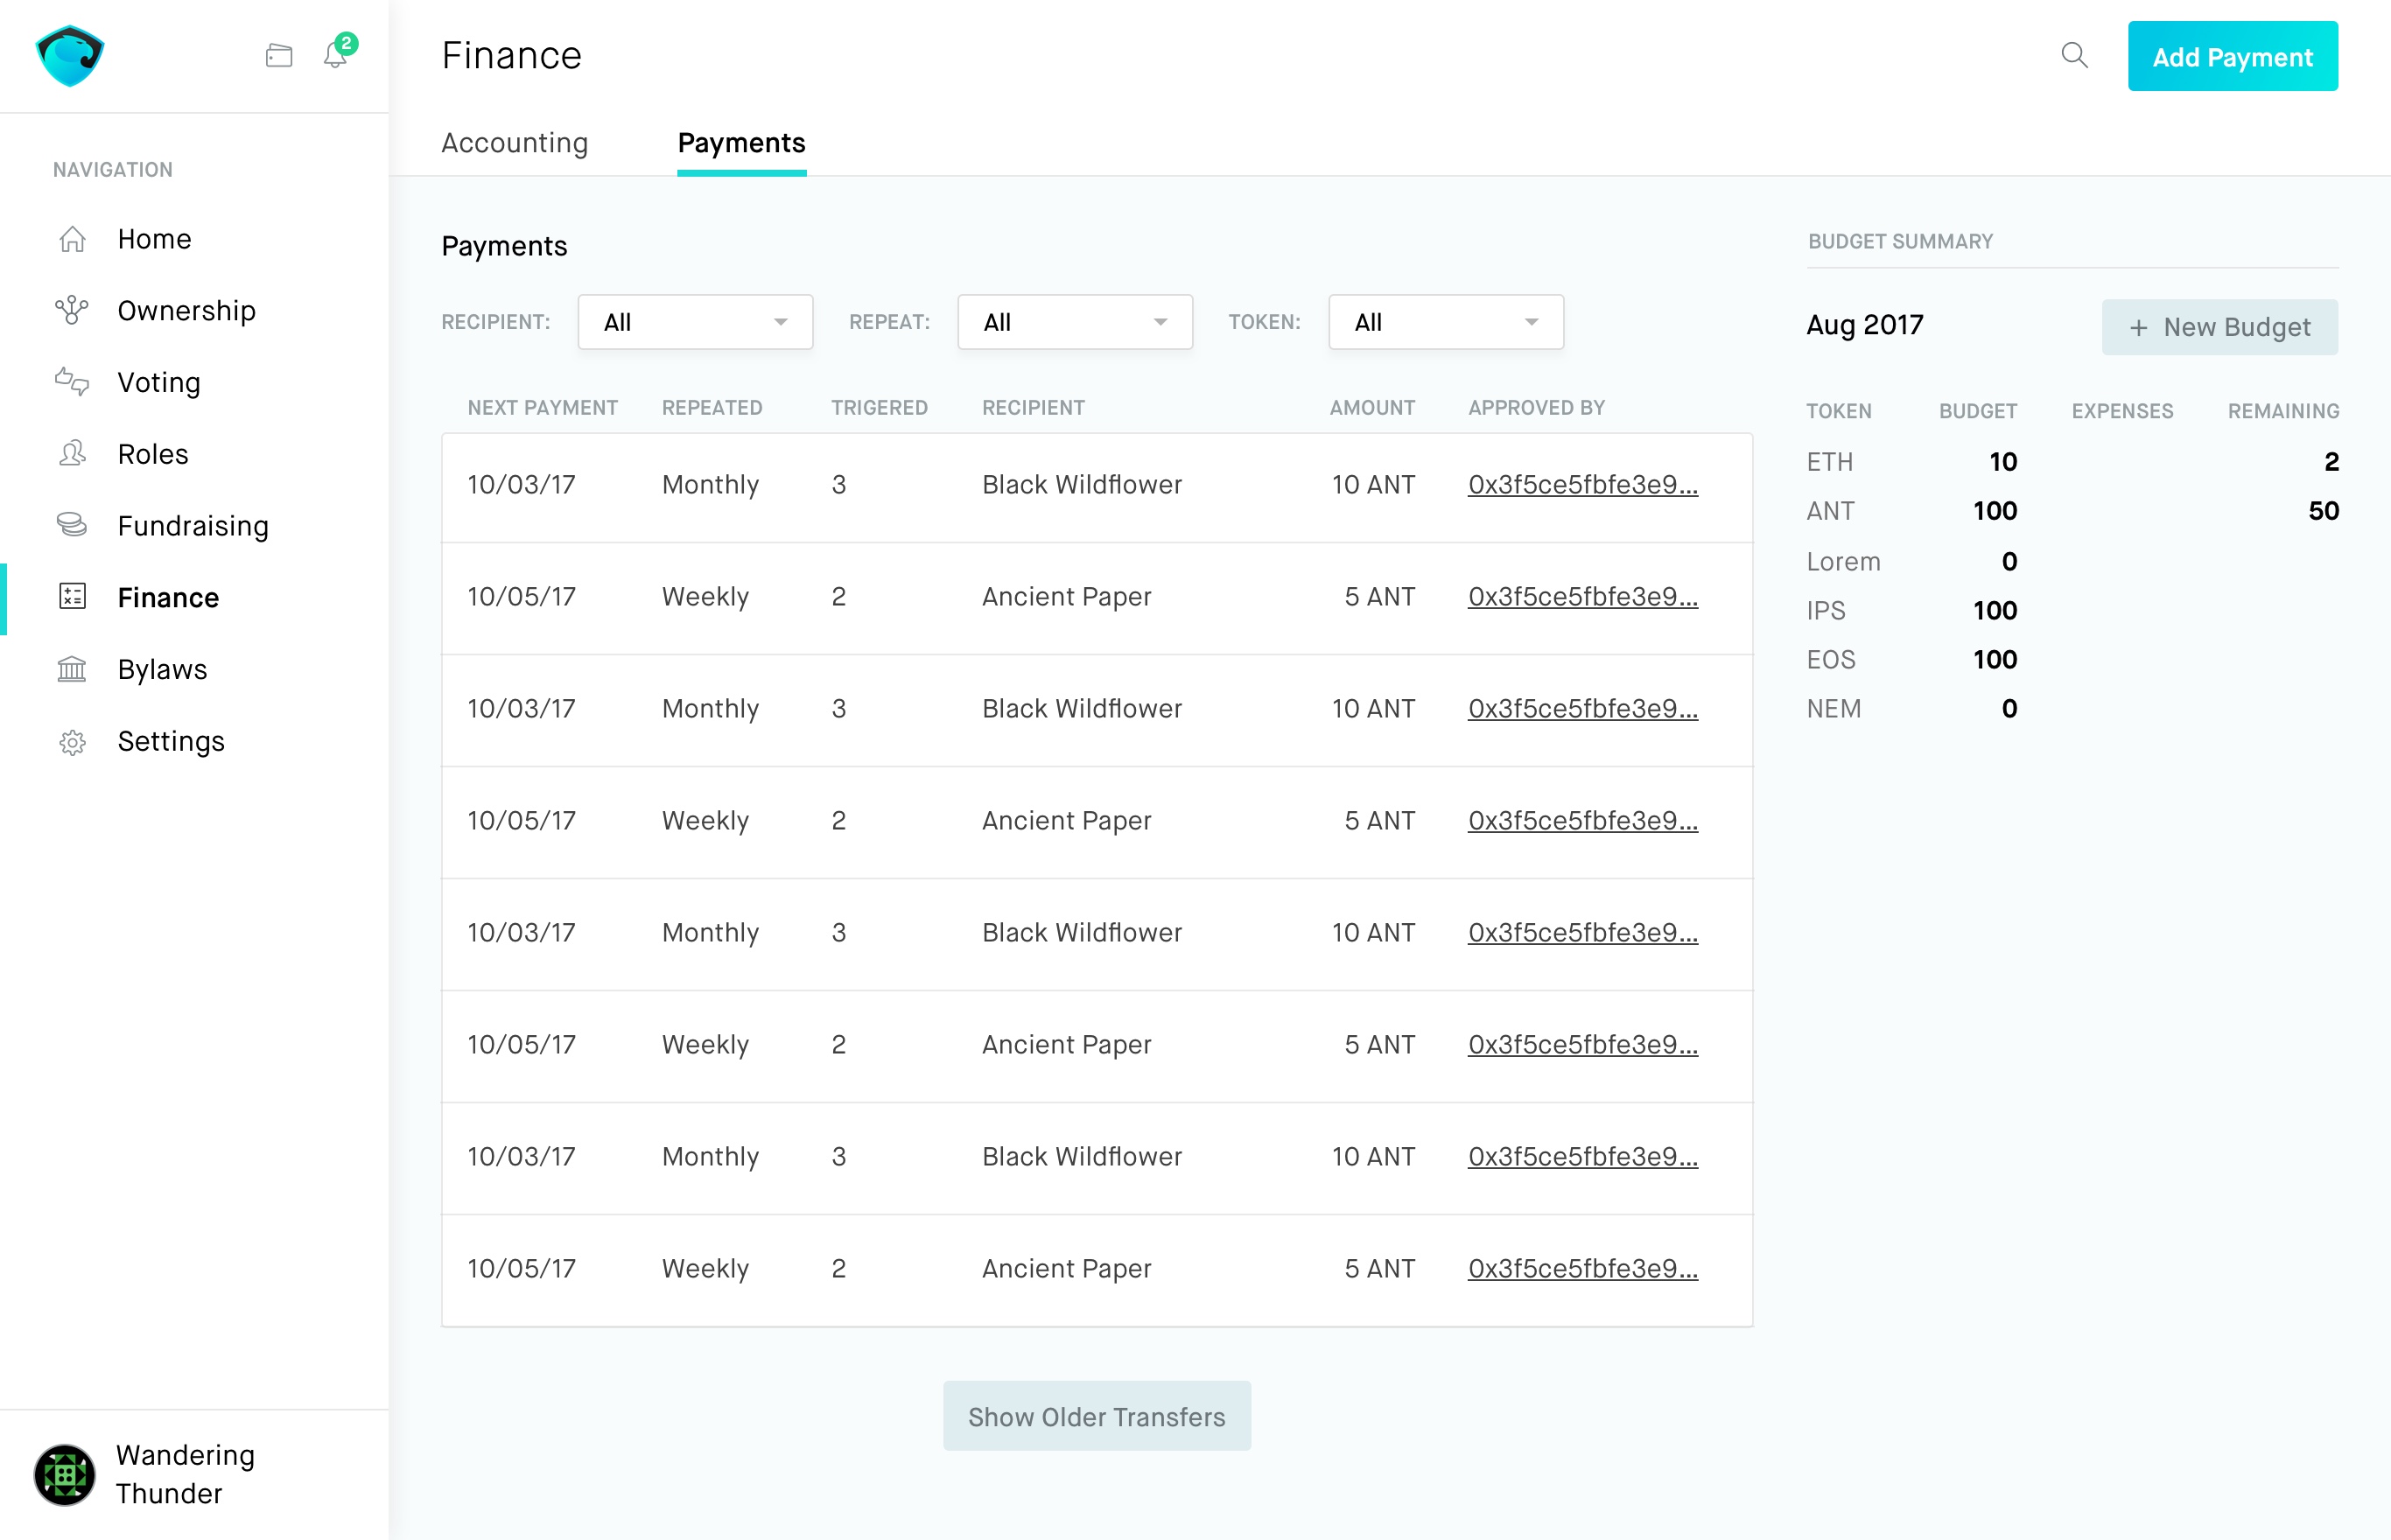 2
Finance
Add Payment
Accounting Payments
NAVIGATION
Home
Ownership
Voting
Roles
Fundraising
Finance
Bylaws
Settings
Wandering
Thunder
Payments
RECIPIENT: All REPEAT: All TOKEN: All
NEXT PAYMENT REPEATED TRIGERED RECIPIENT AMOUNT APPROVED BY
10/03/17 Monthly 3 Black Wildflower 10 ANT 0x3f5ce5fbfe3e9...
10/05/17 Weekly 2 Ancient Paper 5 ANT 0x3f5ce5fbfe3e9...
10/03/17 Monthly 3 Black Wildflower 10 ANT 0x3f5ce5fbfe3e9...
10/05/17 Weekly 2 Ancient Paper 5 ANT 0x3f5ce5fbfe3e9...
10/03/17 Monthly 3 Black Wildflower 10 ANT 0x3f5ce5fbfe3e9...
10/05/17 Weekly 2 Ancient Paper 5 ANT 0x3f5ce5fbfe3e9...
10/03/17 Monthly 3 Black Wildflower 10 ANT 0x3f5ce5fbfe3e9...
10/05/17 Weekly 2 Ancient Paper 5 ANT 0x3f5ce5fbfe3e9...
Show Older Transfers
BUDGET SUMMARY
Aug 2017 + New Budget
TOKEN BUDGET EXPENSES REMAINING
ETH 10 2
ANT 100 50
Lorem 0
IPS 100
EOS 100
NEM 0